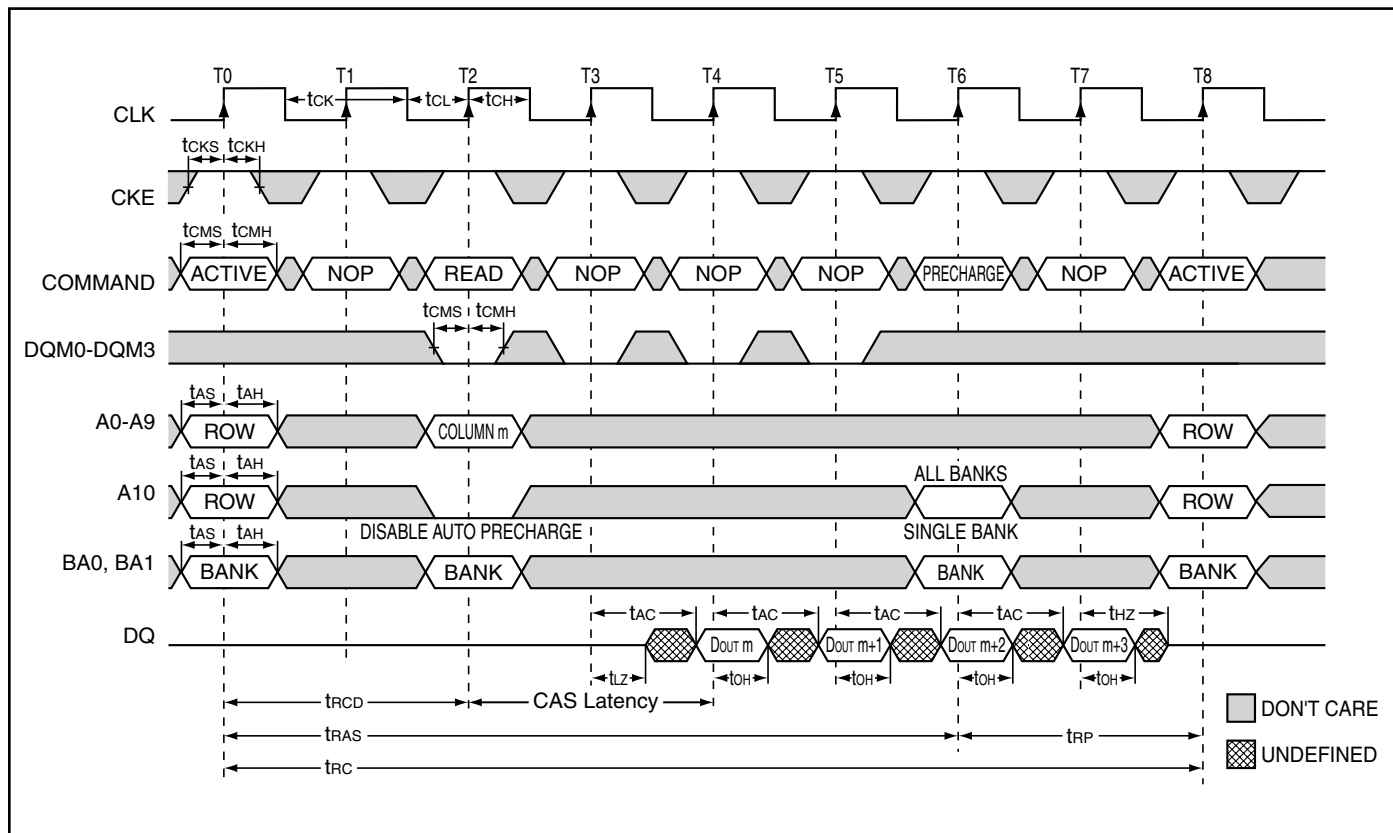 T0 T1 T2 T3 T4 T5 T6 T7 T8
tCK tCL tCH
CLK
tCKS tCKH
CKE
tCMS tCMH
COMMAND ACTIVE NOP READ NOP NOP NOP PRECHARGE NOP ACTIVE
tCMS tCMH
DQM0-DQM3
tAS tAH
A0-A9 ROW COLUMN m ROW
tAS tAH ALL BANKS
A10 ROW ROW
tAS tAH DISABLE AUTO PRECHARGE SINGLE BANK
BA0, BA1 BANK BANK BANK BANK
tAC tAC tAC tAC tHZ
DQ DOUT m DOUT m+1 DOUT m+2 DOUT m+3
tLZ tOH tOH tOH tOH
tRCD CAS Latency
DON'T CARE
tRAS tRP
UNDEFINED
tRC